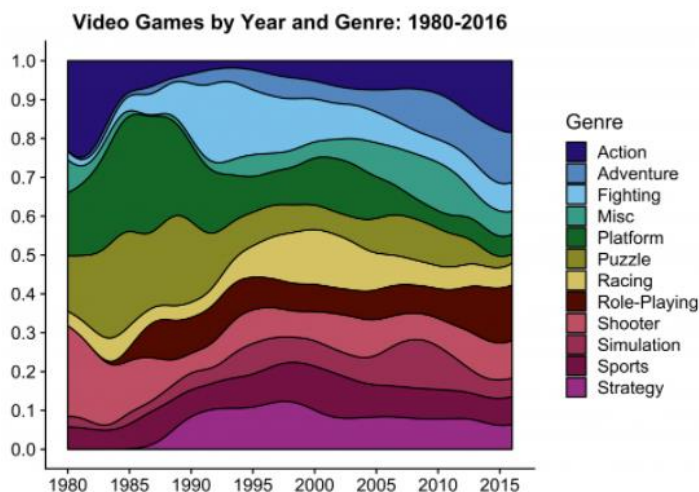 Video Games by Year and Genre: 1980-2016
1.0
0.9
0.8
0.7
0.6
0.5
0.4
0.3
0.2
0.1
0.0
1980 1985 1990 1995 2000 2005 2010 2016
Genre
Action
Adventure
Fighting
Misc
Platform
Puzzle
Racing
Role-Playing
Shooter
Simulation
Sports
Strategy